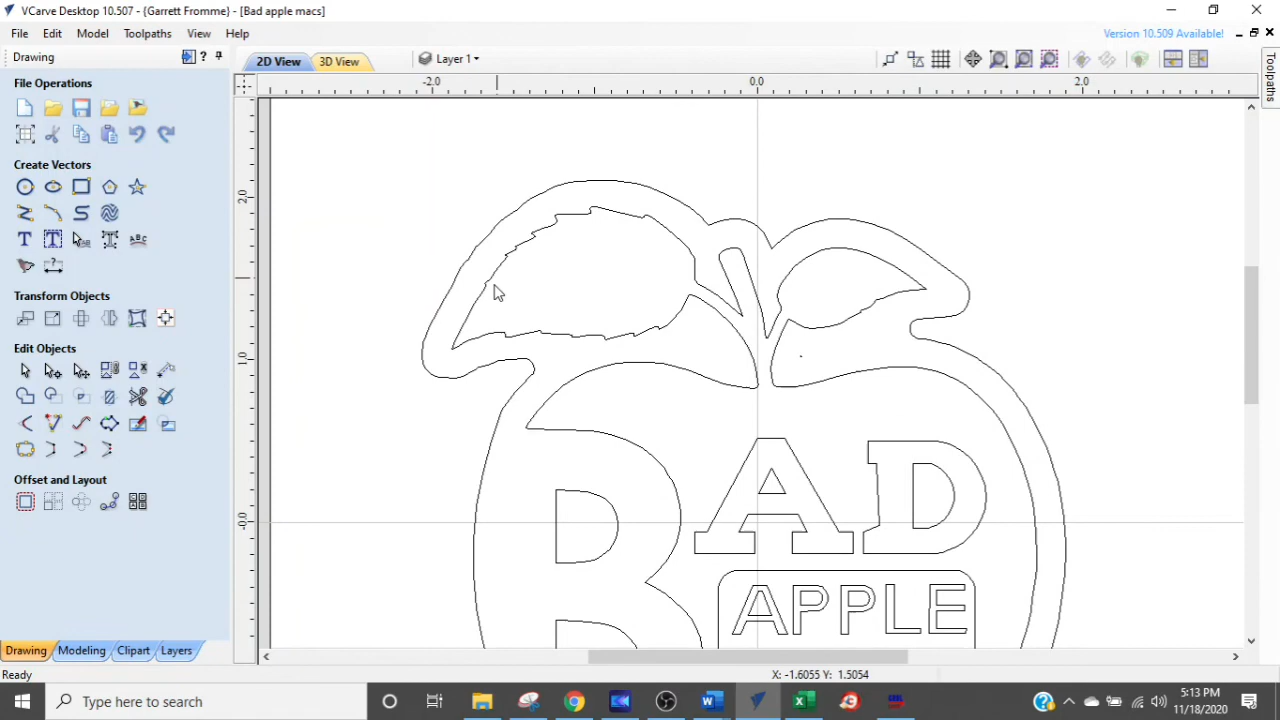 VCarve Desktop 10.507 - {Garrett Fromme} - [Bad apple macs]
File Edit Model Toolpaths View Help
Version 10.509 Available!
Drawing
2D View
3D View
Layer 1
Toolpaths
-2.0 0.0 2.0
File Operations
Create Vectors
2.0
Transform Objects
Edit Objects
1.0
Offset and Layout
-0.0
BAD
APPLE
Drawing Modeling Clipart Layers
Ready
X: -1.6055 Y: 1.5054
Type here to search
5:13 PM
11/18/2020